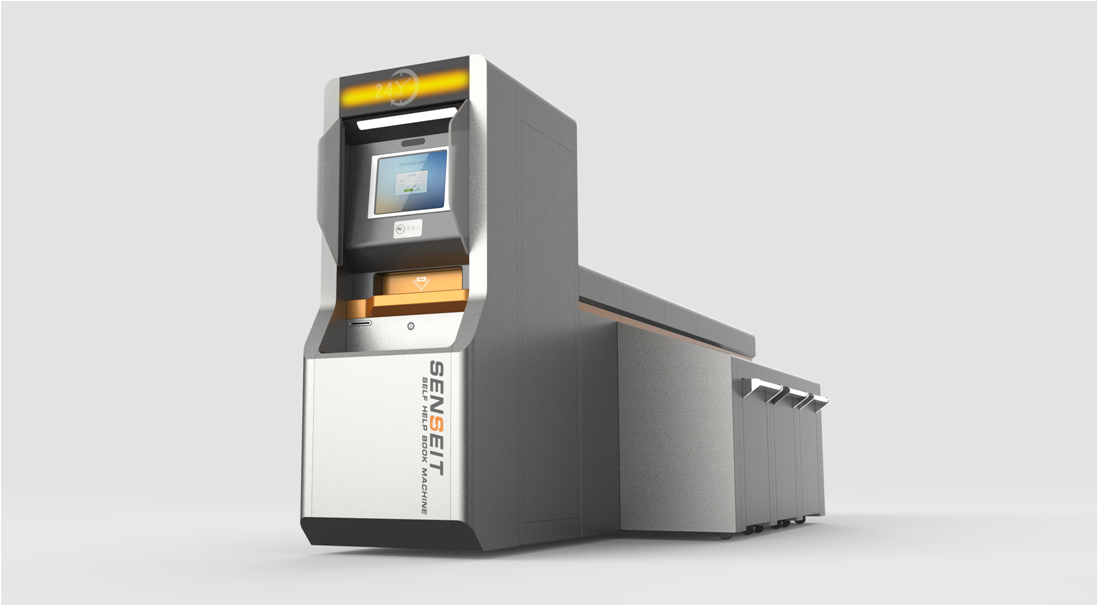 24
SENSEIT
SELF HELP BOOK MACHINE